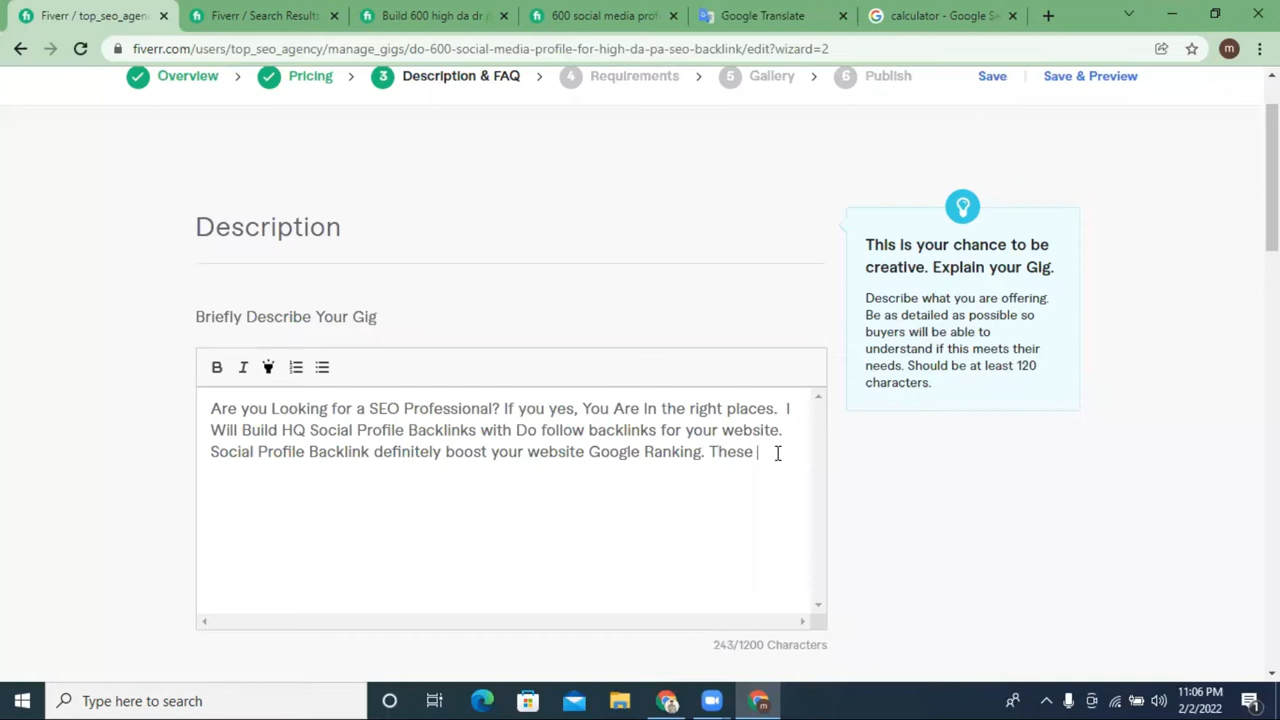 Fiverr / top_seo_agen
Fiverr / Search Results
Build 600 high da dr
600 social media prof
Google Translate
calculator - Google Se
fiverr.com/users/top_seo_agency/manage_gigs/do-600-social-media-profile-for-high-da-pa-seo-backlink/edit?wizard=2
m
Overview
Pricing
3 Description & FAQ
4 Requirements
5 Gallery
6 Publish
Save
Save & Preview
Description
This is your chance to be
creative. Explain your Gig.
Describe what you are offering.
Be as detailed as possible so
buyers will be able to
understand if this meets their
needs. Should be at least 120
characters.
Briefly Describe Your Gig
B I
Are you Looking for a SEO Professional? If you yes, You Are In the right places. I
Will Build HQ Social Profile Backlinks with Do follow backlinks for your website.
Social Profile Backlink definitely boost your website Google Ranking. These
243/1200 Characters
Type here to search
m
11:06 PM
2/2/2022
1